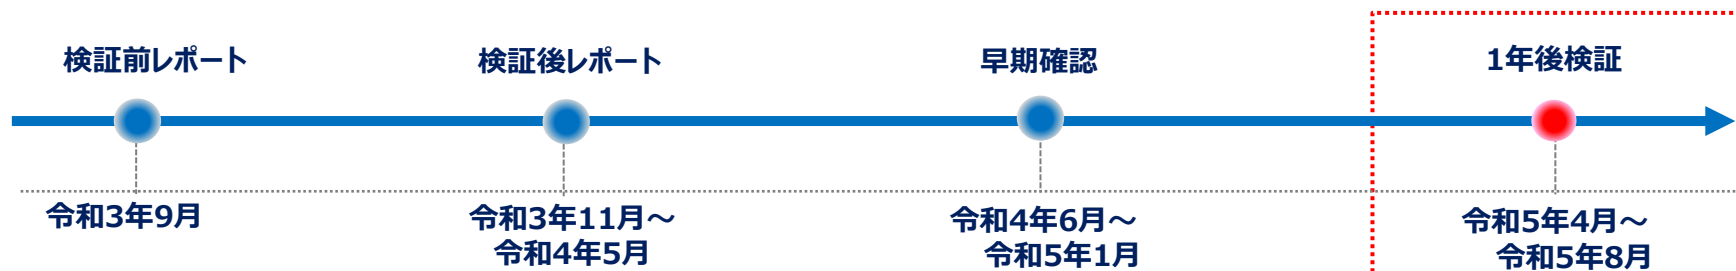 検証前レポート
検証後レポート
早期確認
1年後検証
令和3年9月
令和3年11月～
令和4年5月
令和4年6月～
令和5年1月
令和5年4月～
令和5年8月